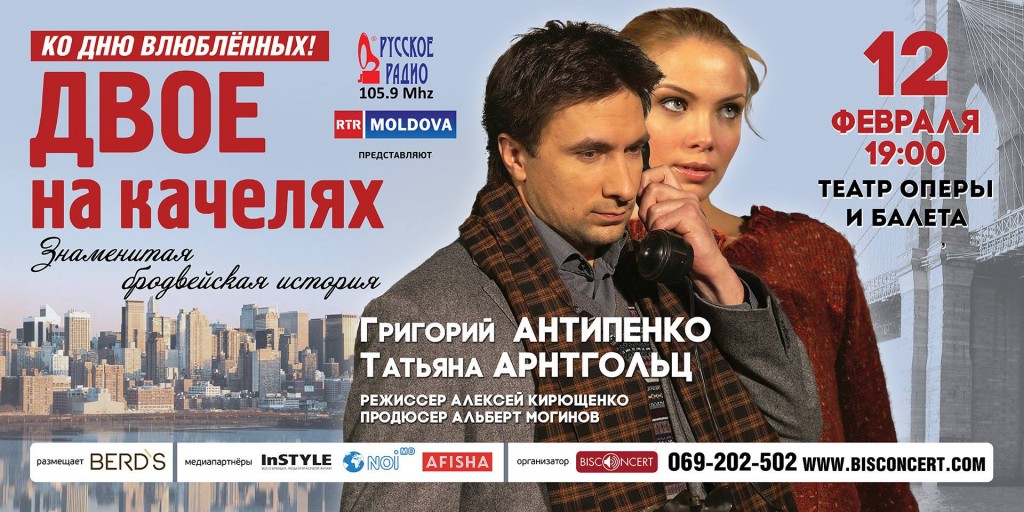 КО ДНЮ ВЛЮБЛЁННЫХ!
ДВОЕ
на качелях
Знаменитая
бродвейская история
РУССКОЕ
РАДИО
105.9 Mhz
RTR MOLDOVA
ПРЕДСТАВЛЯЮТ
12
ФЕВРАЛЯ
19:00
ТЕАТР ОПЕРЫ
И БАЛЕТА
ГРИГОРИЙ АНТИПЕНКО
ТАТЬЯНА АРНТГОЛЬЦ
РЕЖИССЕР АЛЕКСЕЙ КИРЮЩЕНКО
ПРОДЮСЕР АЛЬБЕРТ МОГИНОВ
размещает BERD'S медиапартнёры InSTYLE NOI MD AFISHA организатор BISCONCERT 069-202-502 WWW.BISCONCERT.COM